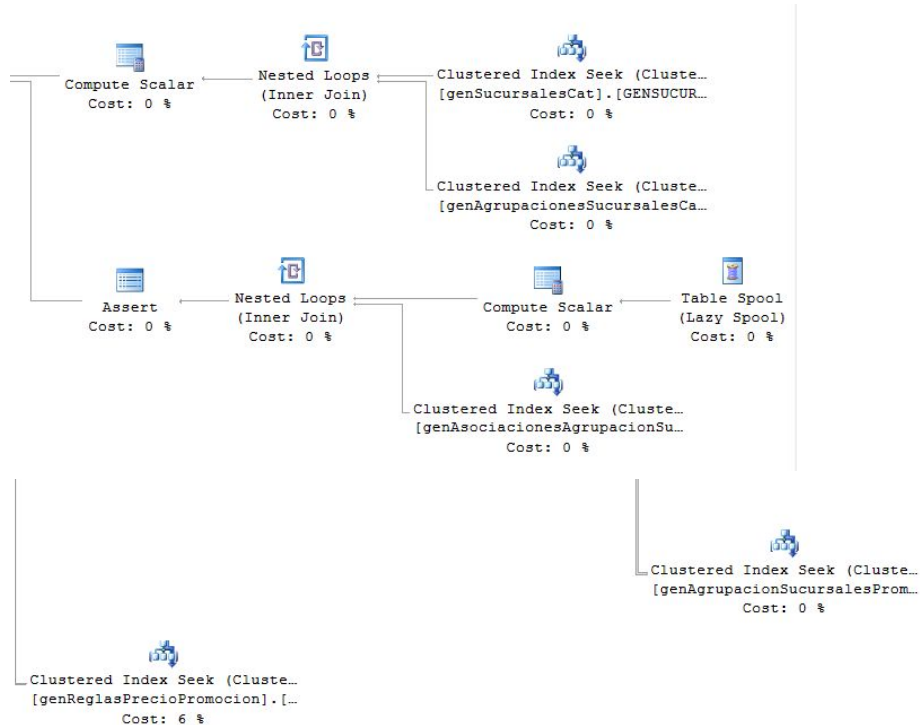 Compute Scalar
Cost: 0 %
Nested Loops
(Inner Join)
Cost: 0 %
Clustered Index Seek (Cluste…
[genSucursalesCat].[GENSUCUR…
Cost: 0 %
Clustered Index Seek (Cluste…
[genAgrupacionesSucursalesCa…
Cost: 0 %
Assert
Cost: 0 %
Nested Loops
(Inner Join)
Cost: 0 %
Compute Scalar
Cost: 0 %
Table Spool
(Lazy Spool)
Cost: 0 %
Clustered Index Seek (Cluste…
[genAsociacionesAgrupacionSu…
Cost: 0 %
Clustered Index Seek (Cluste…
[genAgrupacionSucursalesProm…
Cost: 0 %
Clustered Index Seek (Cluste…
[genReglasPrecioPromocion].[…
Cost: 6 %